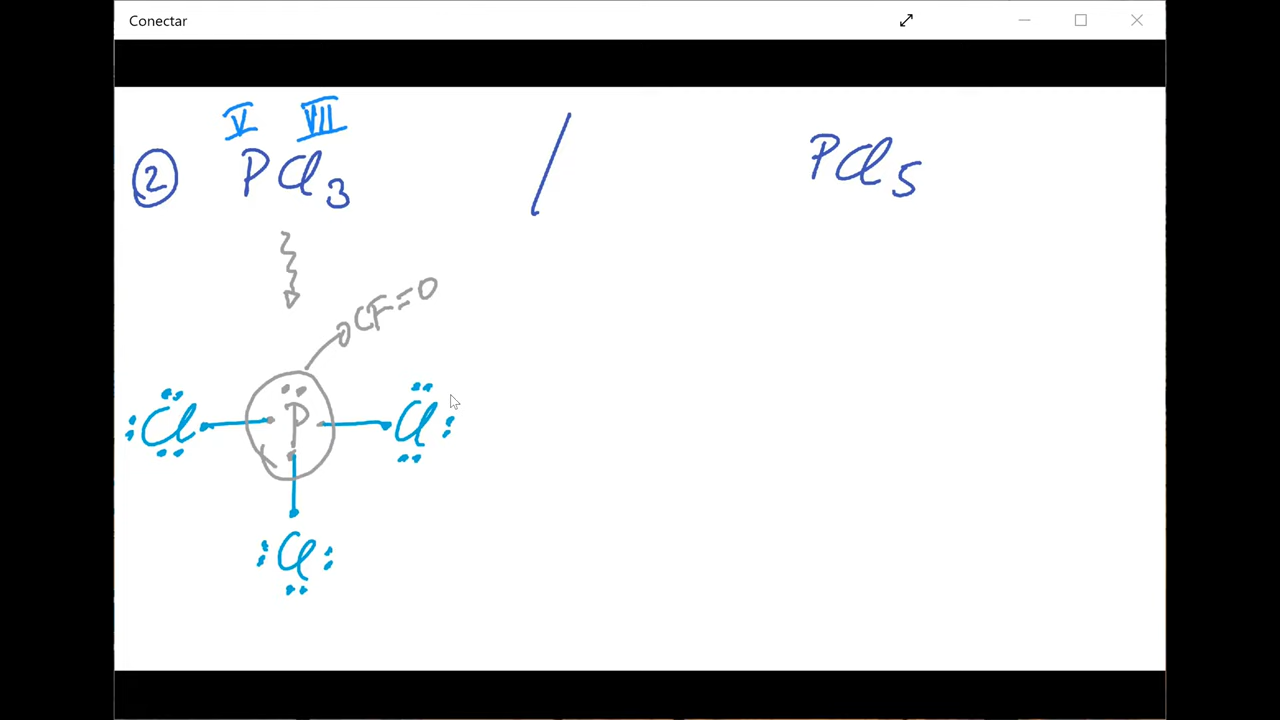 Conectar
V VII
② PCl₃ / PCl₅
CF=0
:Cl P Cl:
:Cl: